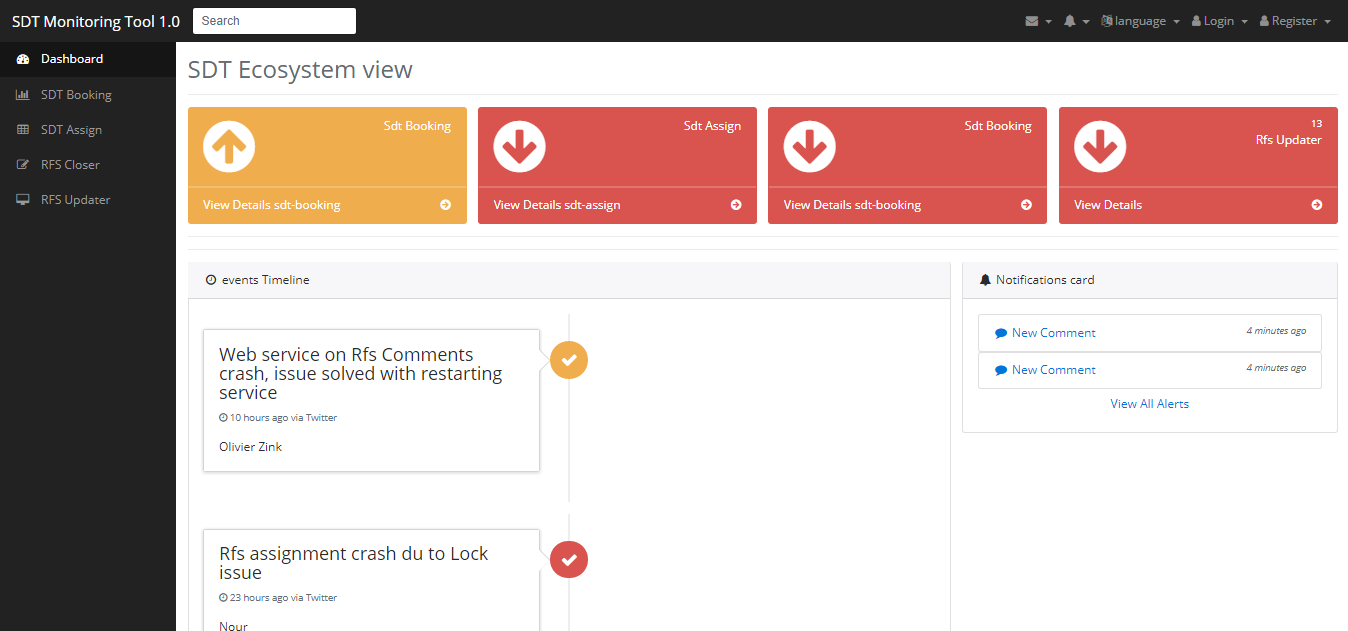 SDT Monitoring Tool 1.0
Search
language
Login
Register
Dashboard
SDT Booking
SDT Assign
RFS Closer
RFS Updater
SDT Ecosystem view
Sdt Booking
View Details sdt-booking
Sdt Assign
View Details sdt-assign
Sdt Booking
View Details sdt-booking
13
Rfs Updater
View Details
events Timeline
Web service on Rfs Comments
crash, issue solved with restarting
service
10 hours ago via Twitter
Olivier Zink
Rfs assignment crash du to Lock
issue
23 hours ago via Twitter
Nour
Notifications card
New Comment
4 minutes ago
New Comment
4 minutes ago
View All Alerts